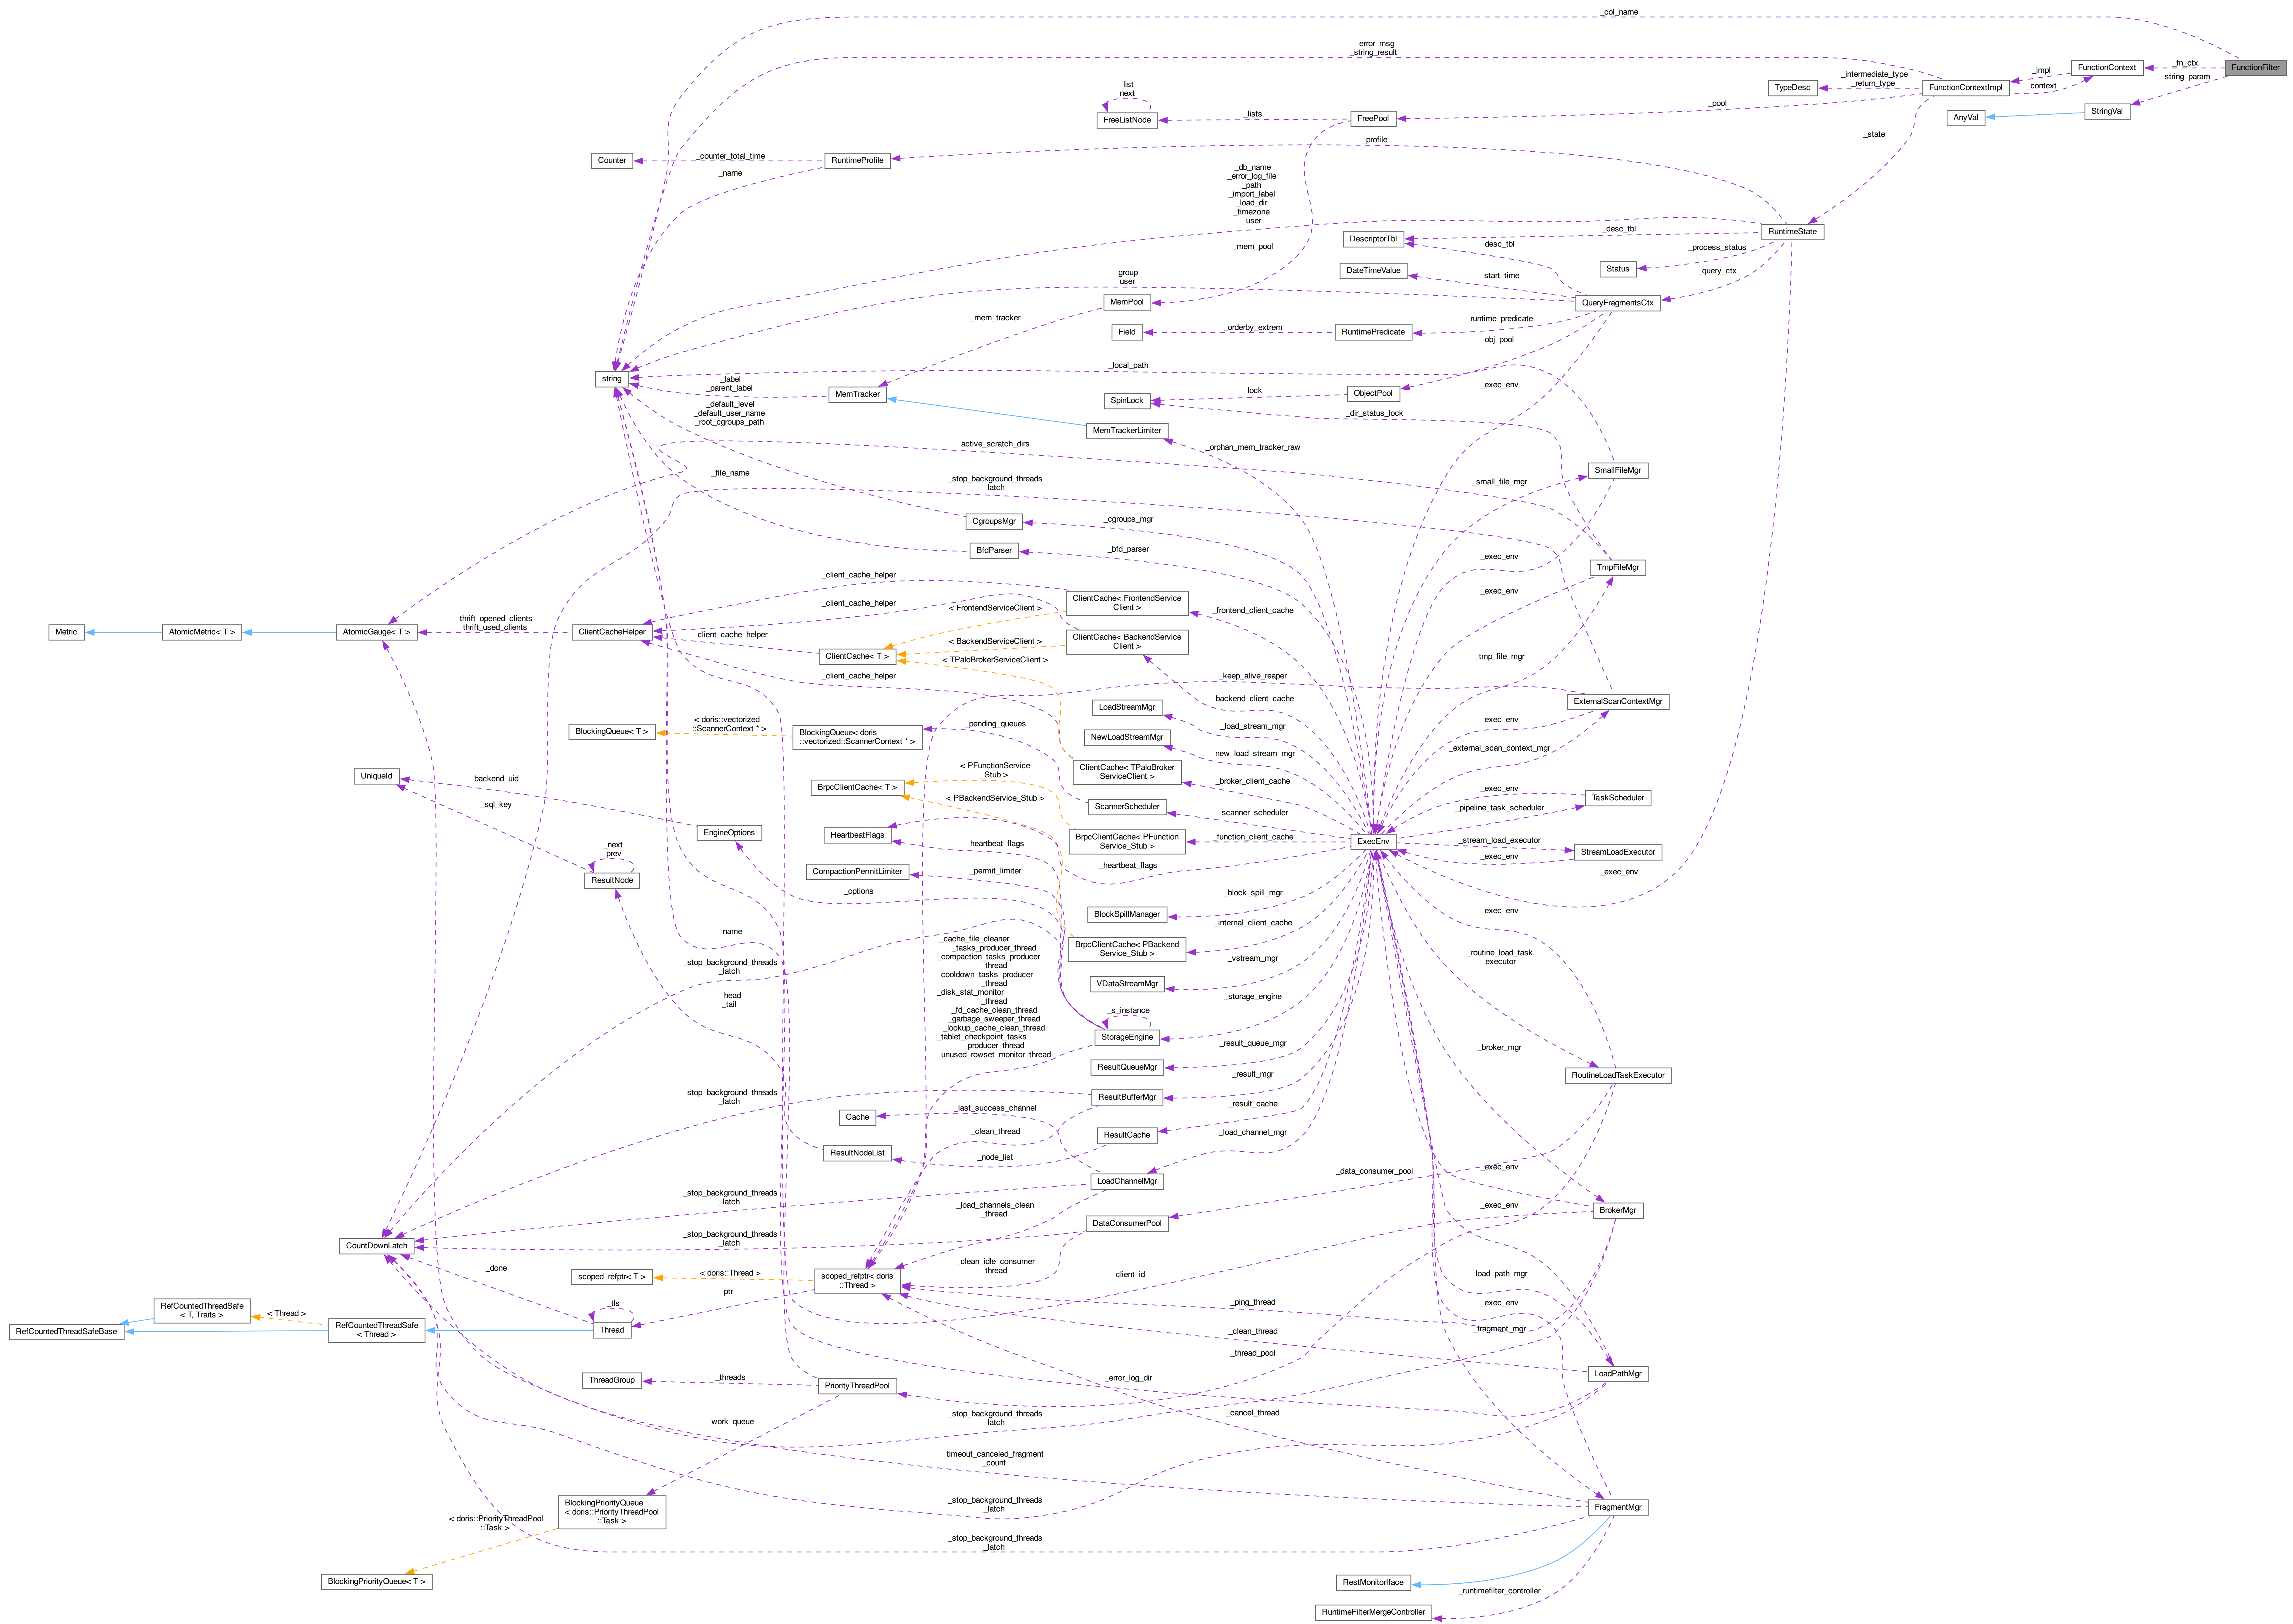 _col_name
_error_msg
_string_result
FunctionFilter
_fn_ctx
_string_param
FunctionContext
_impl
_context
FunctionContextImpl
_intermediate_type
_return_type
TypeDesc
StringVal
AnyVal
_state
_pool
FreePool
_lists
list
next
FreeListNode
_profile
RuntimeProfile
_counter_total_time
Counter
_name
_db_name
_error_log_file
_path
_import_label
_load_dir
_timezone
_user
RuntimeState
_desc_tbl
DescriptorTbl
desc_tbl
_process_status
Status
_query_ctx
_start_time
DateTimeValue
QueryFragmentsCtx
_mem_pool
group
user
MemPool
_mem_tracker
_runtime_predicate
RuntimePredicate
_orderby_extrem
Field
obj_pool
ObjectPool
_lock
SpinLock
_local_path
string
_label
_parent_label
MemTracker
_exec_env
_dir_status_lock
MemTrackerLimiter
_default_level
_default_user_name
_root_cgroups_path
_orphan_mem_tracker_raw
active_scratch_dirs
_file_name
_stop_background_threads
_latch
SmallFileMgr
_small_file_mgr
CgroupsMgr
_cgroups_mgr
BfdParser
_bfd_parser
_exec_env
TmpFileMgr
_exec_env
_client_cache_helper
ClientCache< FrontendService
Client >
_frontend_client_cache
_client_cache_helper
< FrontendServiceClient >
Metric
AtomicMetric< T >
AtomicGauge< T >
thrift_opened_clients
thrift_used_clients
ClientCacheHelper
_client_cache_helper
ClientCache< T >
< BackendServiceClient >
ClientCache< BackendService
Client >
< TPaloBrokerServiceClient >
_client_cache_helper
_tmp_file_mgr
_keep_alive_reaper
_backend_client_cache
ExternalScanContextMgr
LoadStreamMgr
_load_stream_mgr
_exec_env
BlockingQueue< T >
< doris::vectorized
::ScannerContext * >
BlockingQueue< doris
::vectorized::ScannerContext * >
_pending_queues
NewLoadStreamMgr
_new_load_stream_mgr
_external_scan_context_mgr
UniqueId
backend_uid
_sql_key
< PFunctionService
_Stub >
BrpcClientCache< T >
< PBackendService_Stub >
ClientCache< TPaloBroker
ServiceClient >
_broker_client_cache
_exec_env
TaskScheduler
_pipeline_task_scheduler
ScannerScheduler
_scanner_scheduler
EngineOptions
HeartbeatFlags
_heartbeat_flags
BrpcClientCache< PFunction
Service_Stub >
_function_client_cache
ExecEnv
_stream_load_executor
StreamLoadExecutor
_exec_env
_heartbeat_flags
_next
_prev
ResultNode
CompactionPermitLimiter
_permit_limiter
_options
_exec_env
BlockSpillManager
_block_spill_mgr
_exec_env
_internal_client_cache
BrpcClientCache< PBackend
Service_Stub >
_name
_cache_file_cleaner
_tasks_producer_thread
_compaction_tasks_producer
_thread
_cooldown_tasks_producer
_thread
_disk_stat_monitor
_thread
_fd_cache_clean_thread
_garbage_sweeper_thread
_lookup_cache_clean_thread
_tablet_checkpoint_tasks
_producer_thread
_unused_rowset_monitor_thread
_stop_background_threads
_latch
_vstream_mgr
VDataStreamMgr
_routine_load_task
_executor
_head
_tail
_storage_engine
_s_instance
StorageEngine
_result_queue_mgr
ResultQueueMgr
_broker_mgr
RoutineLoadTaskExecutor
_result_mgr
ResultBufferMgr
_stop_background_threads
_latch
Cache
_last_success_channel
_clean_thread
_result_cache
ResultCache
_load_channel_mgr
ResultNodeList
_node_list
_data_consumer_pool
_exec_env
LoadChannelMgr
_stop_background_threads
_latch
_load_channels_clean
_thread
_exec_env
BrokerMgr
DataConsumerPool
CountDownLatch
_stop_background_threads
_latch
_clean_idle_consumer
_thread
_done
scoped_refptr< T >
< doris::Thread >
scoped_refptr< doris
::Thread >
_client_id
_load_path_mgr
ptr_
RefCountedThreadSafe
< T, Traits >
< Thread >
_tls
_ping_thread
_exec_env
RefCountedThreadSafeBase
RefCountedThreadSafe
< Thread >
Thread
_clean_thread
_fragment_mgr
_thread_pool
ThreadGroup
_threads
PriorityThreadPool
_error_log_dir
LoadPathMgr
_work_queue
_stop_background_threads
_latch
_cancel_thread
timeout_canceled_fragment
_count
BlockingPriorityQueue
< doris::PriorityThreadPool
::Task >
_stop_background_threads
_latch
FragmentMgr
< doris::PriorityThreadPool
::Task >
_stop_background_threads
_latch
BlockingPriorityQueue< T >
RestMonitorIface
_runtimefilter_controller
RuntimeFilterMergeController